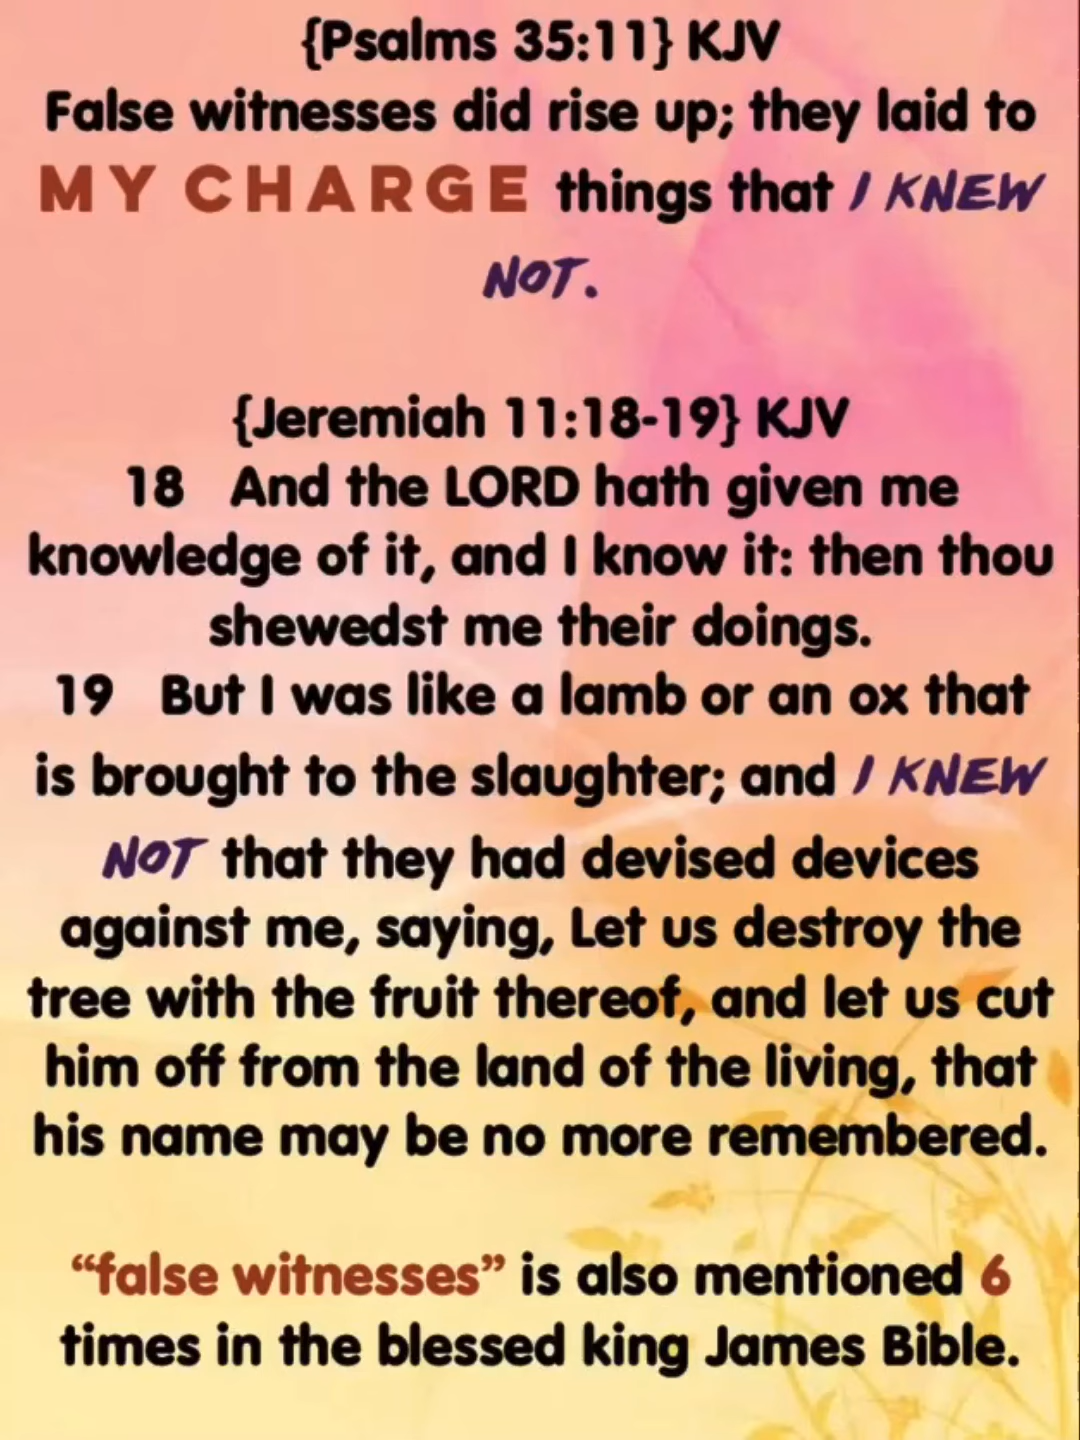 {Psalms 35:11} KJV
False witnesses did rise up; they laid to
MY CHARGE things that I KNEW
NOT.
{Jeremiah 11:18-19} KJV
18 And the LORD hath given me
knowledge of it, and I know it: then thou
shewedst me their doings.
19 But I was like a lamb or an ox that
is brought to the slaughter; and I KNEW
NOT that they had devised devices
against me, saying, Let us destroy the
tree with the fruit thereof, and let us cut
him off from the land of the living, that
his name may be no more remembered.
“false witnesses” is also mentioned 6
times in the blessed king James Bible.